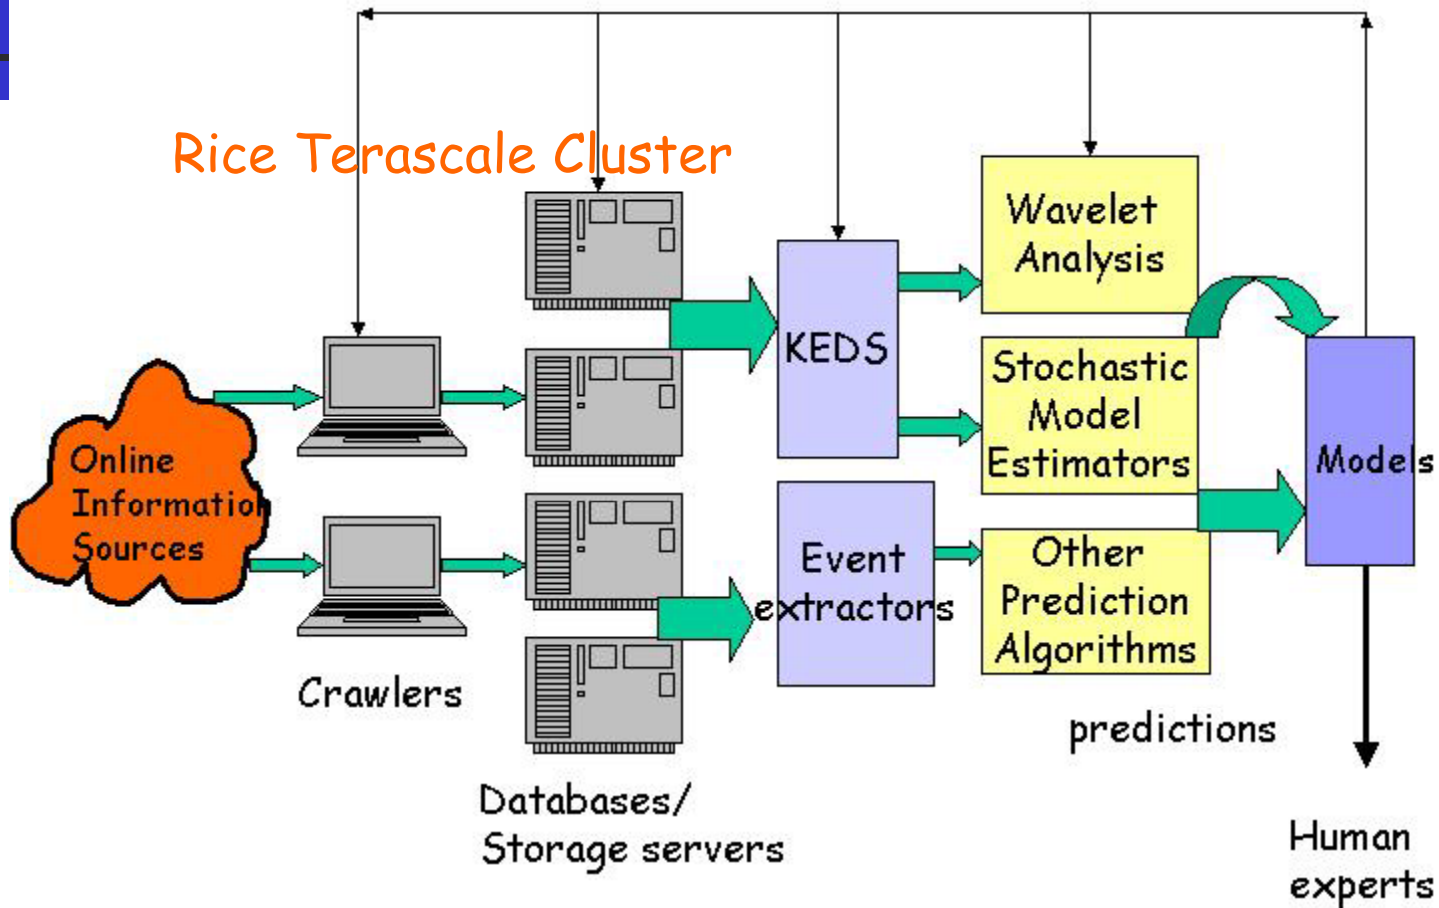 Rice Terascale Cluster
Online
Information
Sources
Crawlers
Databases/
Storage servers
KEDS
Event
extractors
Wavelet
Analysis
Stochastic
Model
Estimators
Other
Prediction
Algorithms
Models
predictions
Human
experts